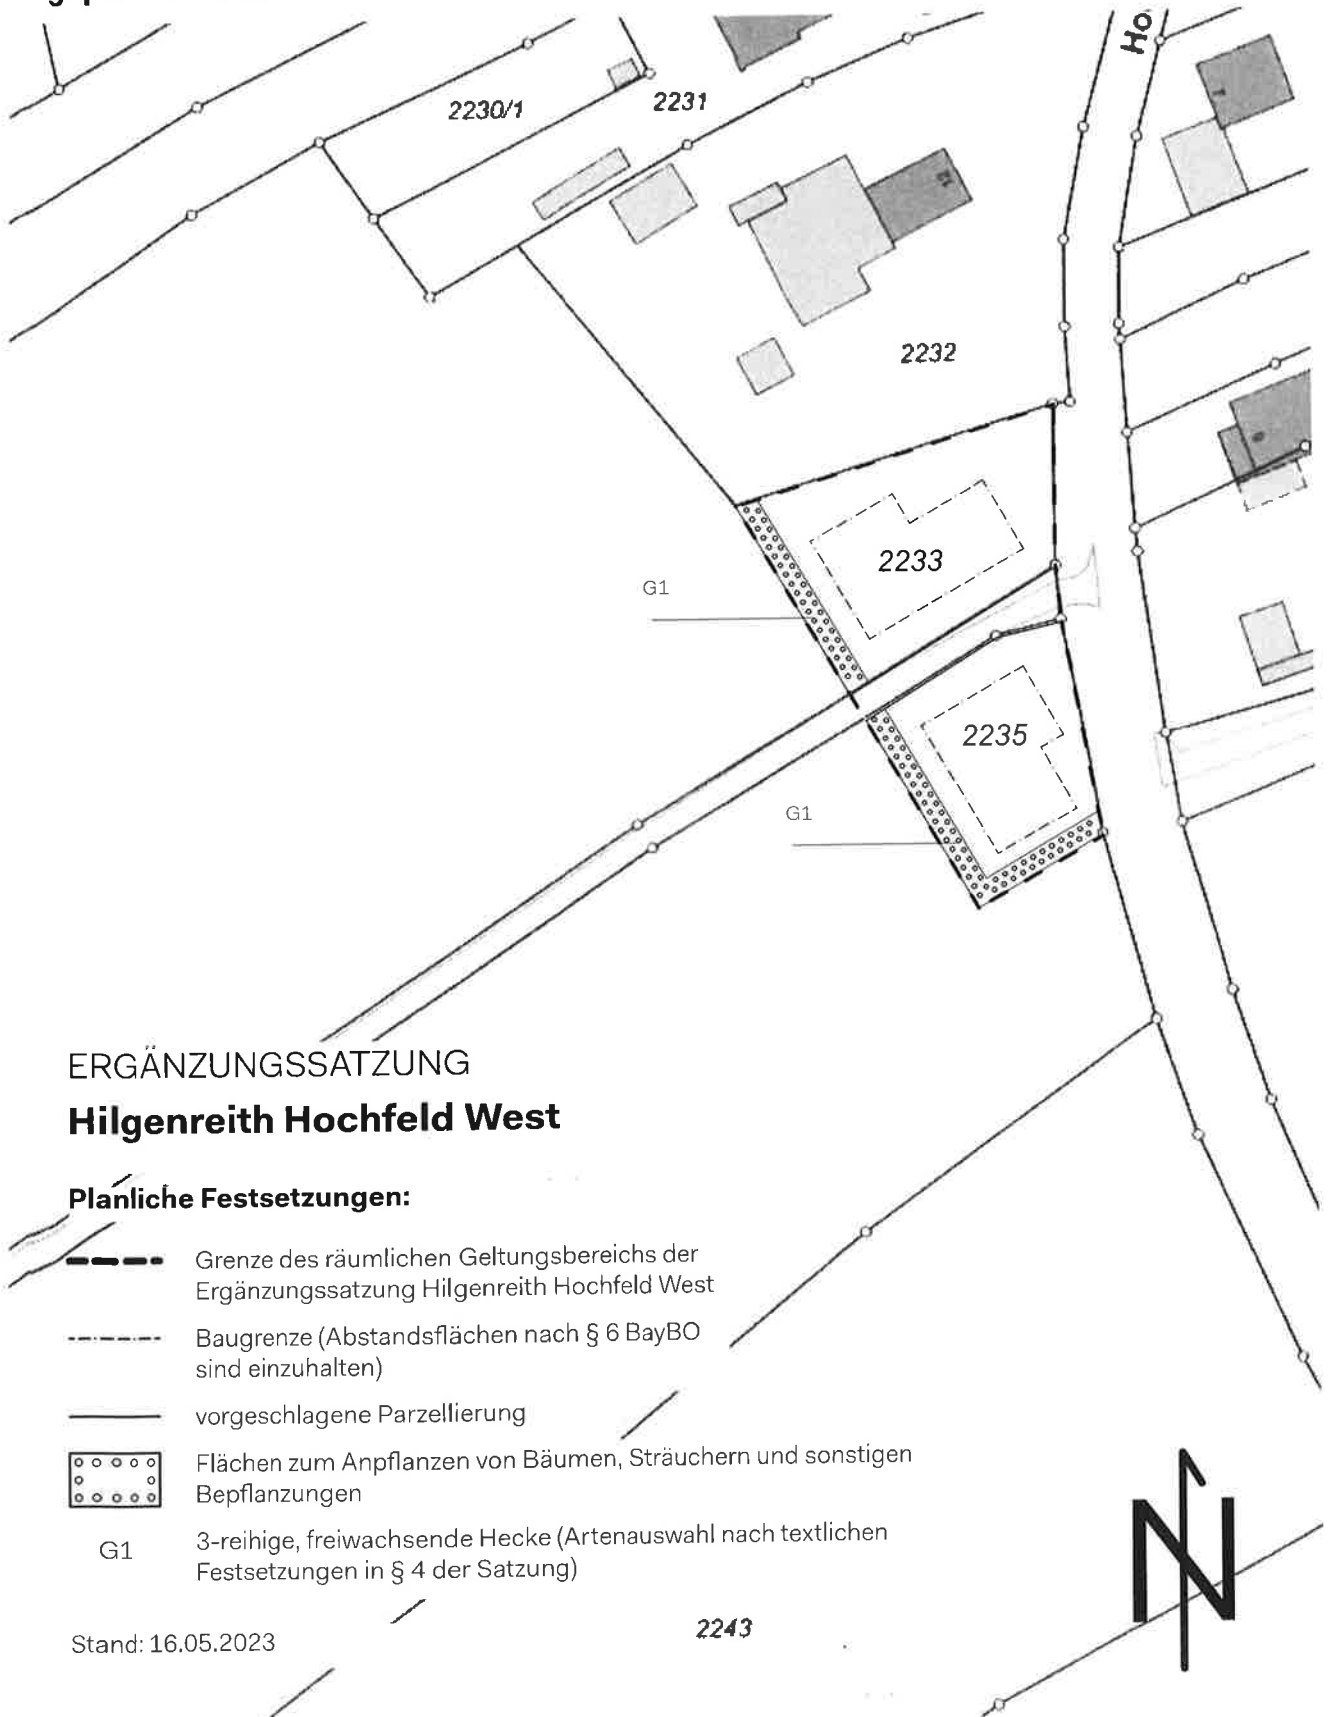 Ho
2230/1
2231
7
12
2232
9
2233
G1
2235
G1
ERGÄNZUNGSSATZUNG
Hilgenreith Hochfeld West
Planliche Festsetzungen:
Grenze des räumlichen Geltungsbereichs der
Ergänzungssatzung Hilgenreith Hochfeld West
Baugrenze (Abstandsflächen nach § 6 BayBO
sind einzuhalten)
vorgeschlagene Parzellierung
Flächen zum Anpflanzen von Bäumen, Sträuchern und sonstigen
Bepflanzungen
G1
3-reihige, freiwachsende Hecke (Artenauswahl nach textlichen
Festsetzungen in § 4 der Satzung)
Stand: 16.05.2023
2243
N